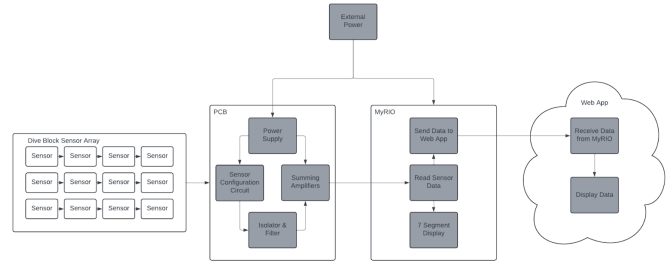 External
Power
PCB
MyRIO
Web App
Dive Block Sensor Array
Sensor Sensor Sensor Sensor
Sensor Sensor Sensor Sensor
Sensor Sensor Sensor Sensor
Power
Supply
Sensor
Configuration
Circuit
Summing
Amplifiers
Isolator &
Filter
Send Data to
Web App
Read Sensor
Data
7 Segment
Display
Receive Data
from MyRIO
Display Data